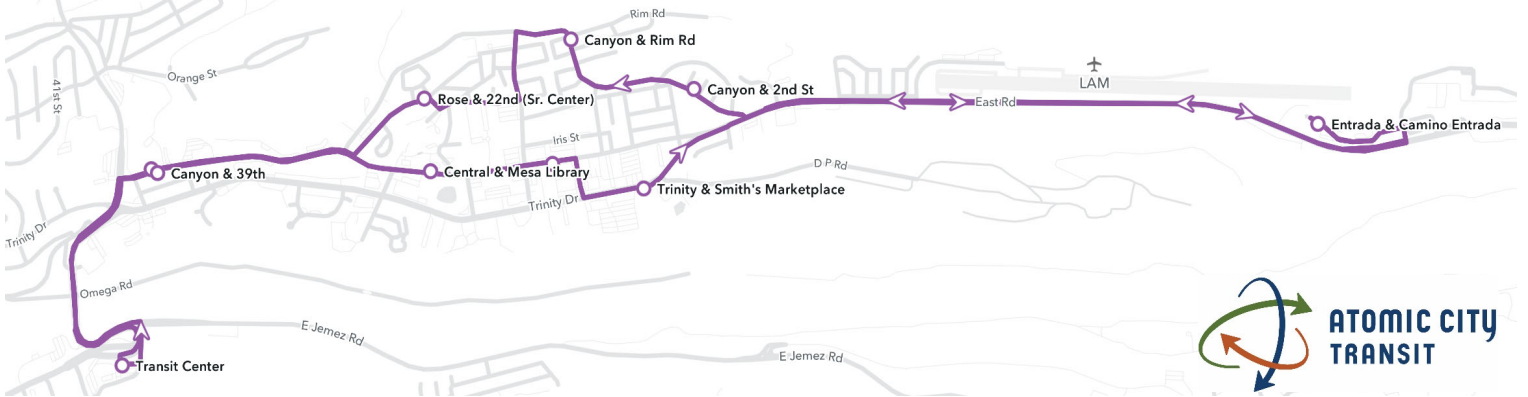 Rim Rd
Canyon & Rim Rd
Orange St
41st St
LAM
Canyon & 2nd St
Rose & 22nd (Sr. Center)
East Rd
Entrada & Camino Entrada
Iris St
D P Rd
Canyon & 39th
Central & Mesa Library
Trinity & Smith's Marketplace
Trinity Dr
Trinity Dr
Omega Rd
E Jemez Rd
E Jemez Rd
Transit Center
ATOMIC CITY
TRANSIT